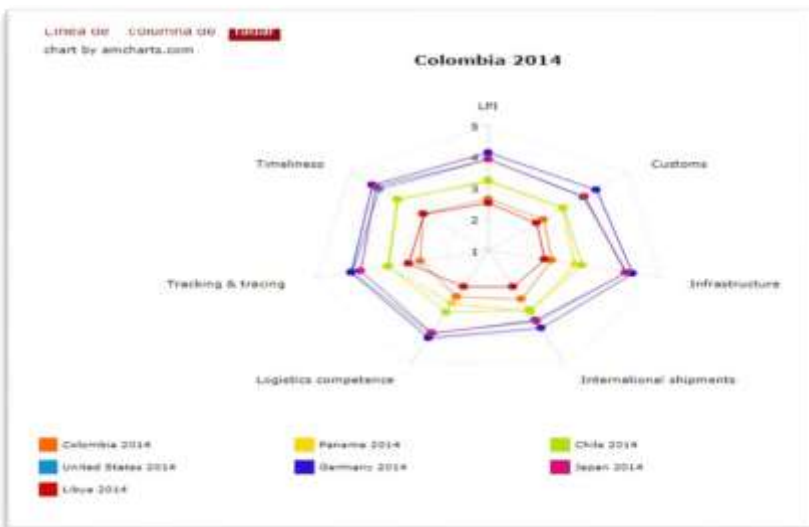 Línea de columna de radar
chart by amcharts.com
Colombia 2014
LPI
5
4
3
2
1
Timeliness
Customs
Tracking & tracing
Infrastructure
Logistics competence
International shipments
Colombia 2014
Panama 2014
Chile 2014
United States 2014
Germany 2014
Japan 2014
Libya 2014